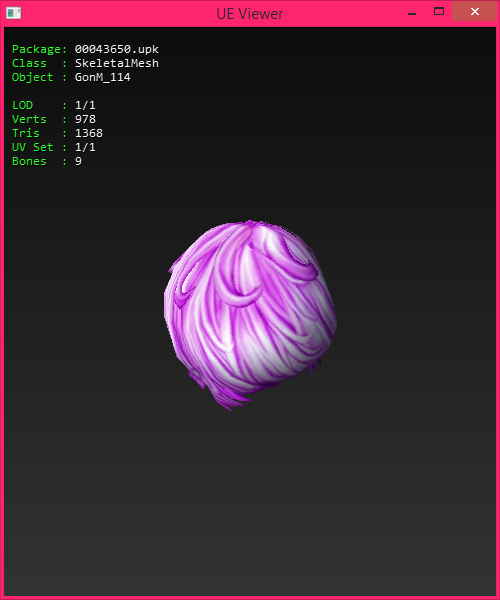 UE Viewer
Package: 00043650.upk
Class : SkeletalMesh
Object : GonM_114
LOD : 1/1
Verts : 978
Tris : 1368
UV Set : 1/1
Bones : 9